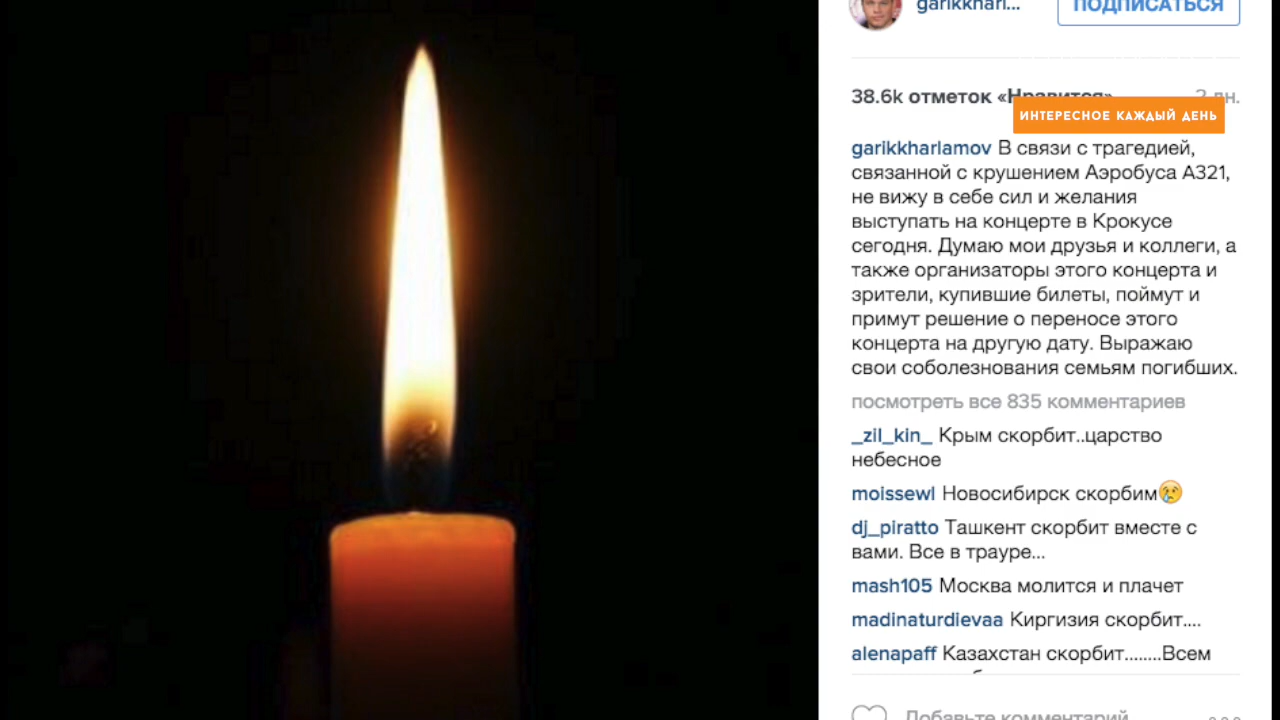 garikkharl...
ПОДПИСАТЬСЯ
38.6k отметок «Нравится»
2 дн.
ИНТЕРЕСНОЕ КАЖДЫЙ ДЕНЬ
garikkharlamov В связи с трагедией,
связанной с крушением Аэробуса А321,
не вижу в себе сил и желания
выступать на концерте в Крокусе
сегодня. Думаю мои друзья и коллеги, а
также организаторы этого концерта и
зрители, купившие билеты, поймут и
примут решение о переносе этого
концерта на другую дату. Выражаю
свои соболезнования семьям погибших.
посмотреть все 835 комментариев
_zil_kin_ Крым скорбит..царство
небесное
moissewl Новосибирск скорбим😢
dj_piratto Ташкент скорбит вместе с
вами. Все в трауре...
mash105 Москва молится и плачет
madinaturdievaa Киргизия скорбит....
alenapaff Казахстан скорбит........Всем
Добавьте комментарий...